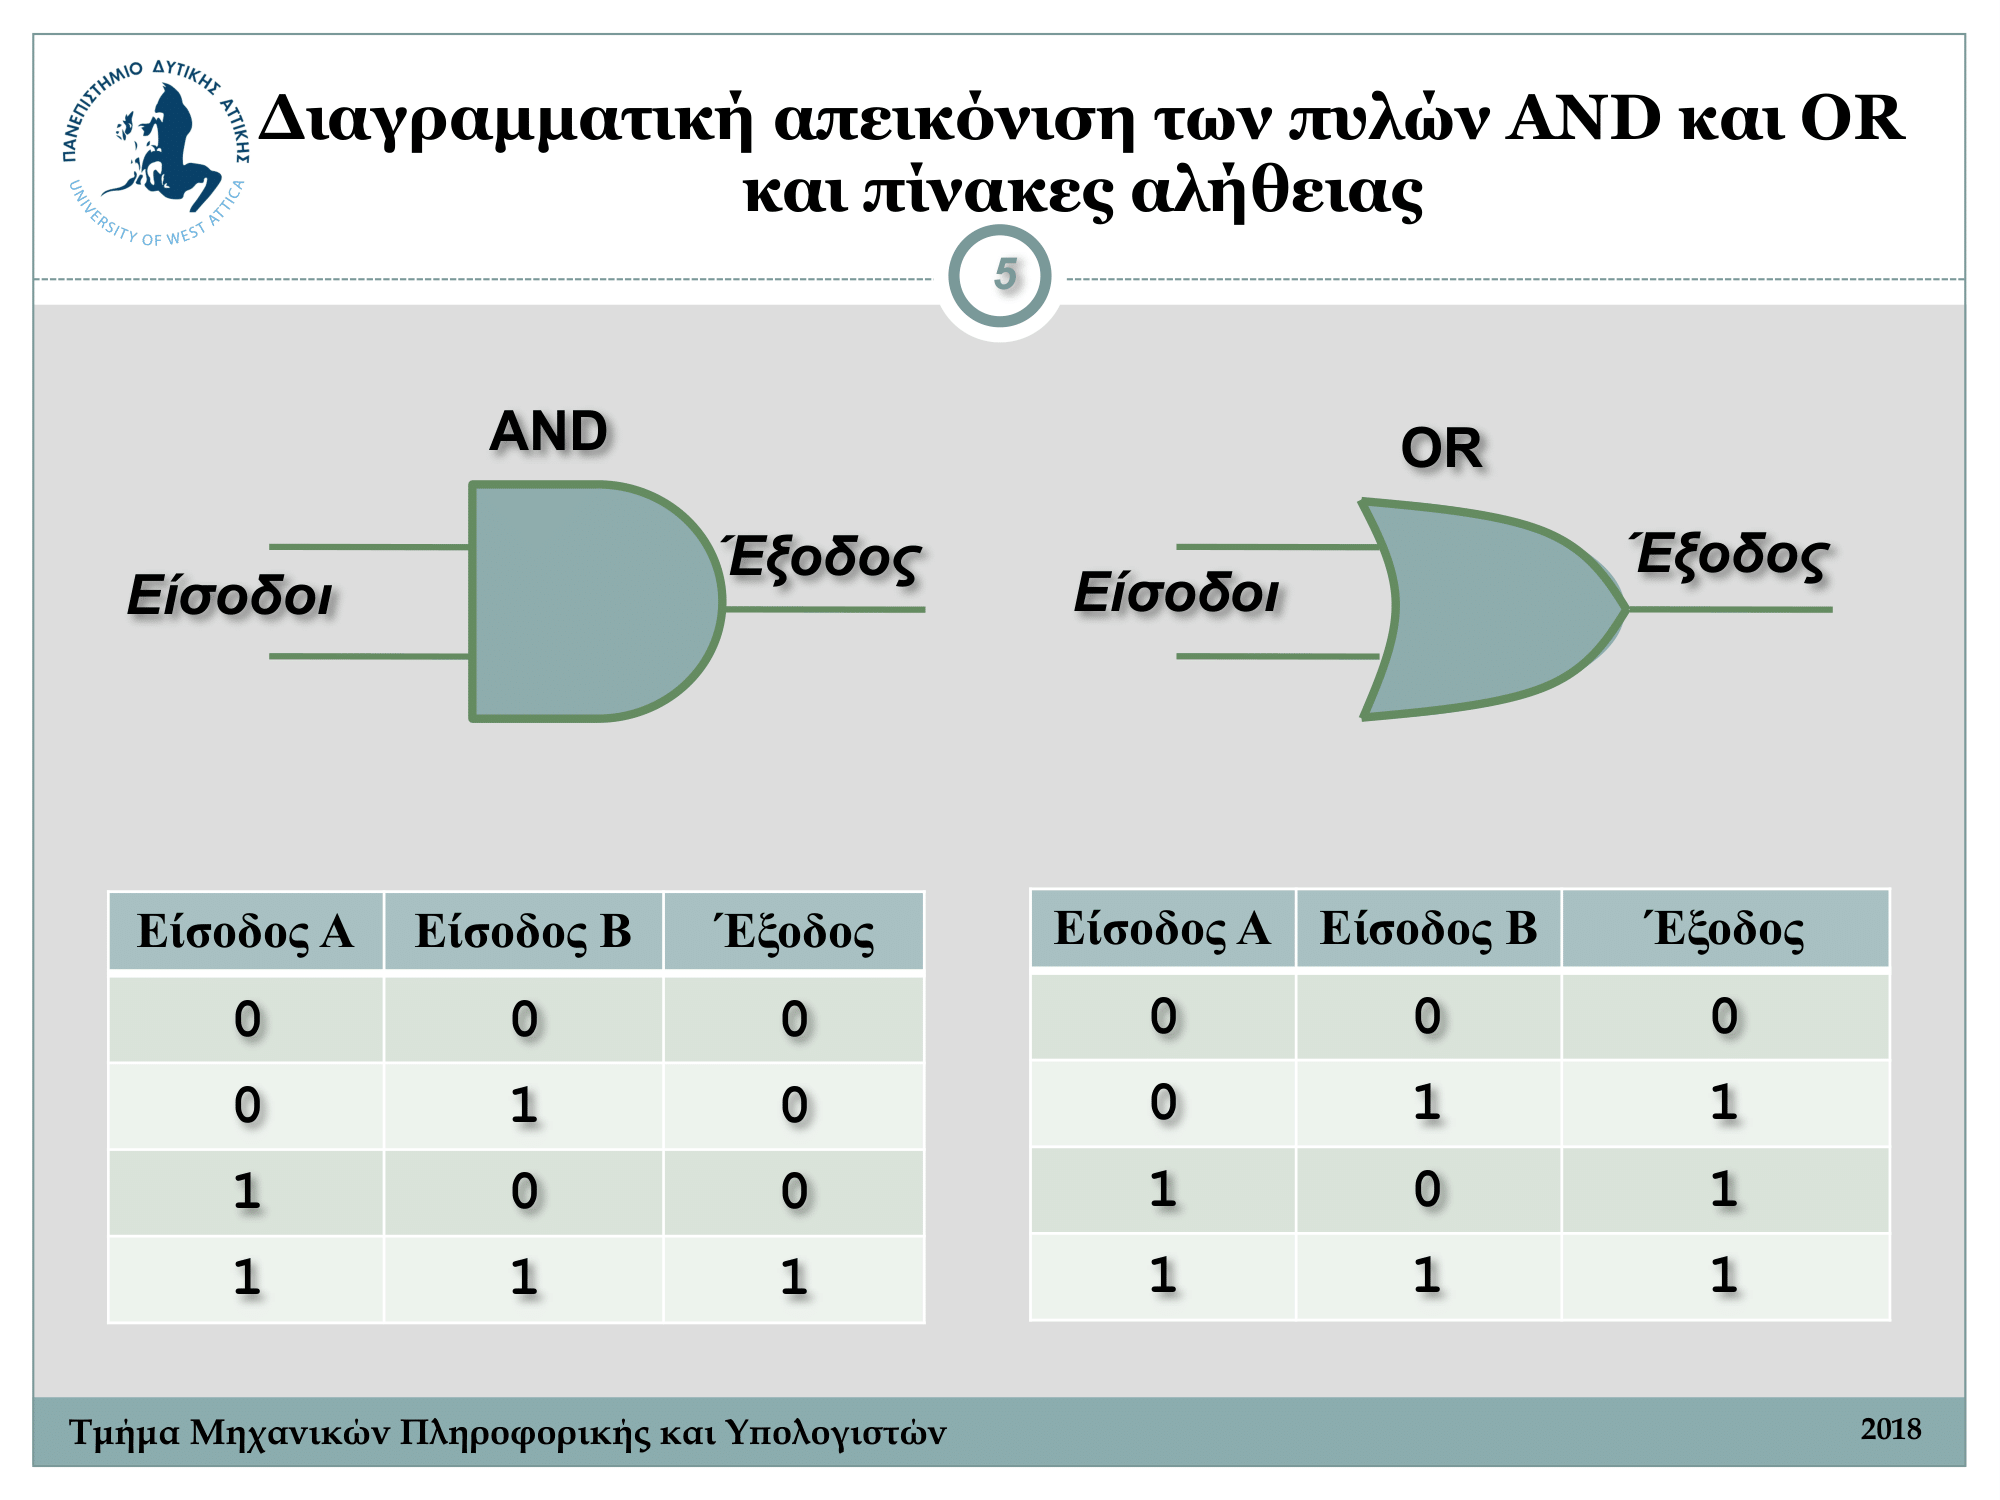 ΠΑΝΕΠΙΣΤΗΜΙΟ ΔΥΤΙΚΗΣ ΑΤΤΙΚΗΣ
UNIVERSITY OF WEST ATTICA
Διαγραμματική απεικόνιση των πυλών AND και OR
και πίνακες αλήθειας
5
AND
Είσοδοι
Έξοδος
OR
Είσοδοι
Έξοδος
Είσοδος Α Είσοδος Β Έξοδος
0 0 0
0 1 0
1 0 0
1 1 1
Είσοδος Α Είσοδος Β Έξοδος
0 0 0
0 1 1
1 0 1
1 1 1
Τμήμα Μηχανικών Πληροφορικής και Υπολογιστών
2018